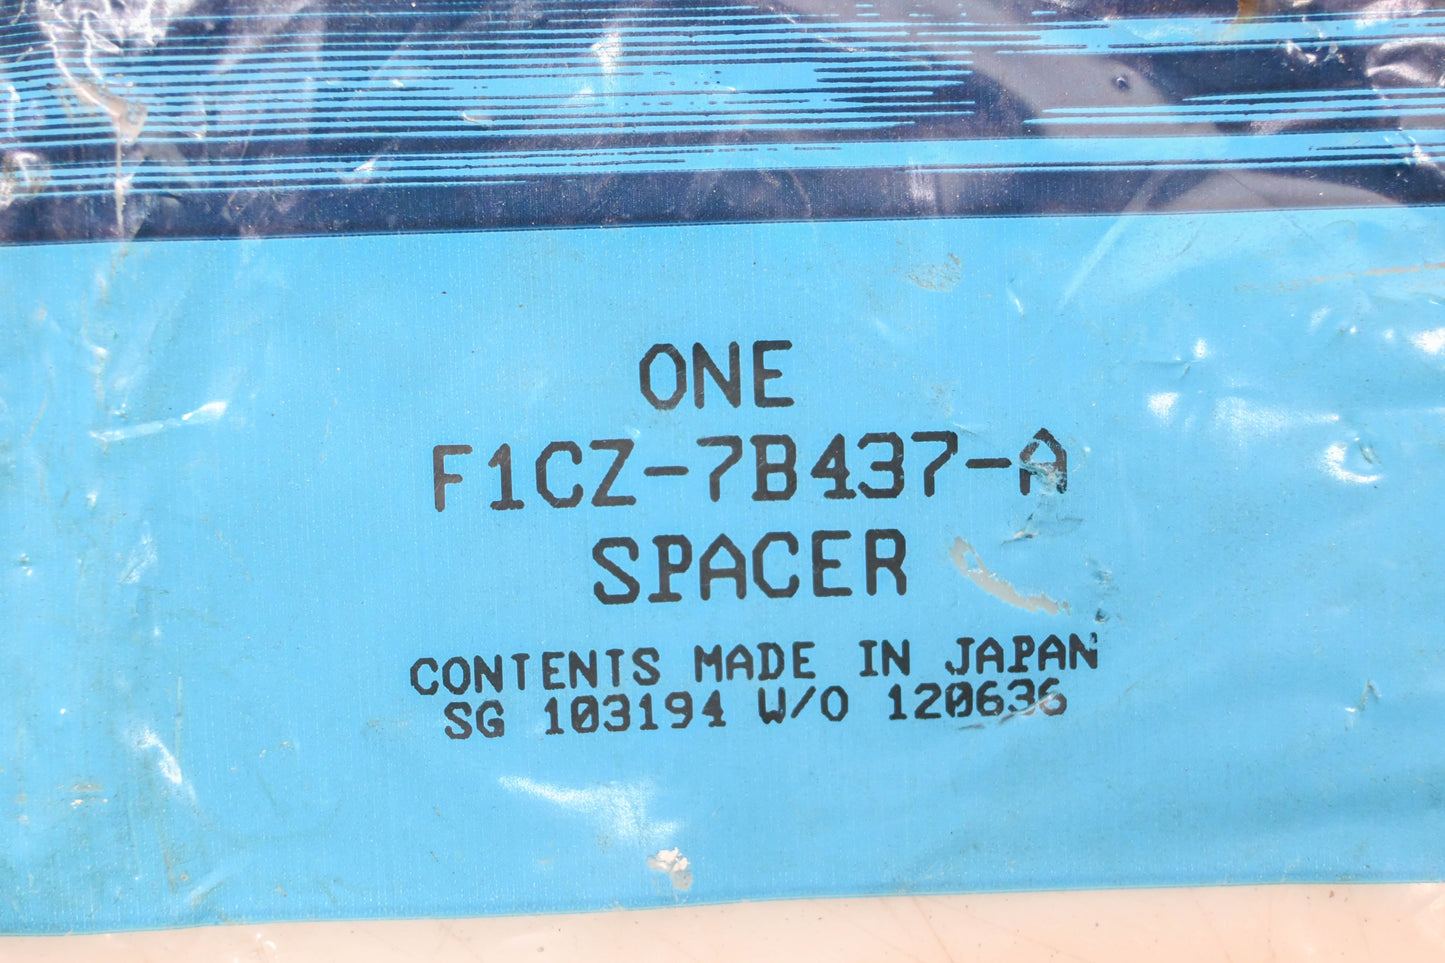 ONE
F1CZ-7B437-A
SPACER
CONTENTS MADE IN JAPAN
SG 103194 W/O 120636